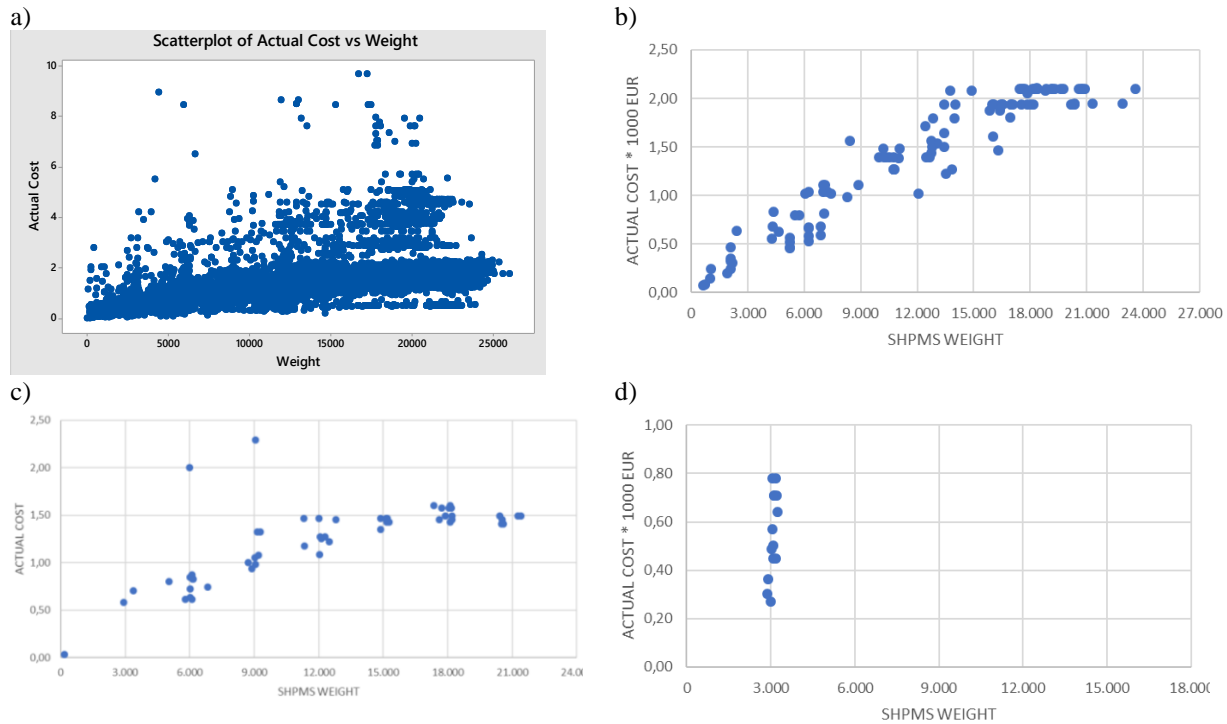 a)
Scatterplot of Actual Cost vs Weight
10
8
6
4
2
0
Actual Cost
0 5000 10000 15000 20000 25000
Weight
b)
2,50
2,00
1,50
1,00
0,50
0,00
ACTUAL COST * 1000 EUR
3.000 6.000 9.000 12.000 15.000 18.000 21.000 24.000 27.000
SHPMS WEIGHT
c)
2,50
2,00
1,50
1,00
0,50
0,00
ACTUAL COST
0 3.000 6.000 9.000 12.000 15.000 18.000 21.000 24.000
SHPMS WEIGHT
d)
1,00
0,80
0,60
0,40
0,20
0,00
ACTUAL COST * 1000 EUR
0 3.000 6.000 9.000 12.000 15.000 18.000
SHPMS WEIGHT